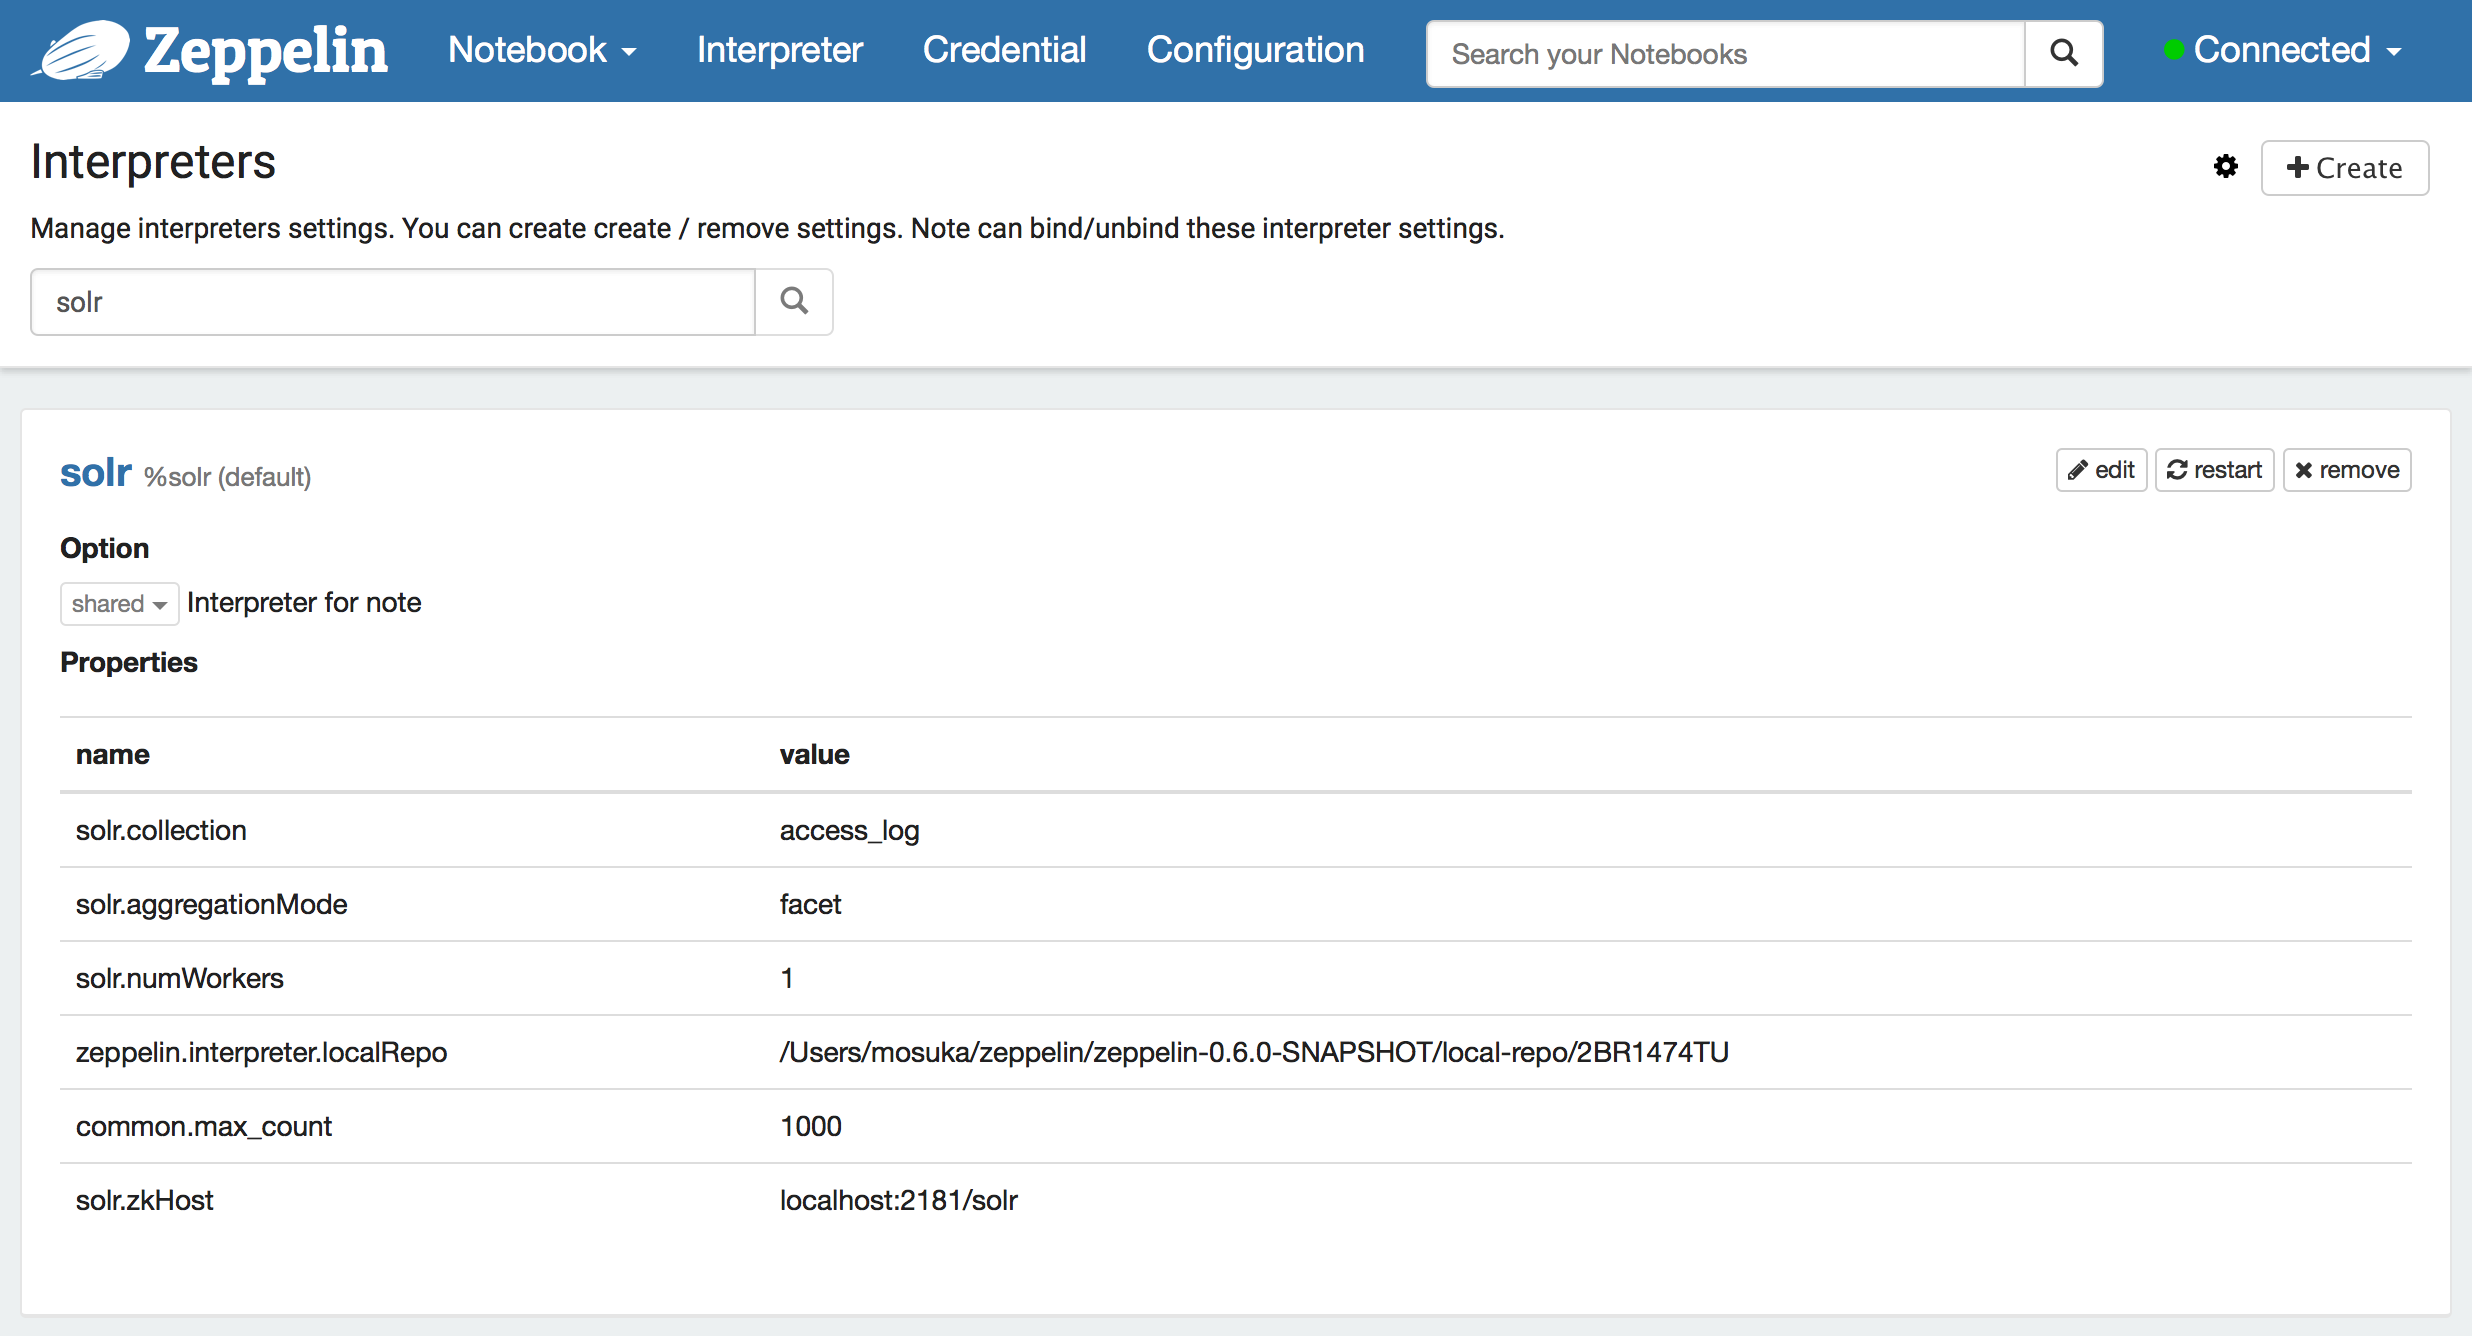 Zeppelin Notebook Interpreter Credential Configuration Search your Notebooks Connected
Interpreters Create
Manage interpreters settings. You can create create / remove settings. Note can bind/unbind these interpreter settings.
solr
solr %solr (default) edit restart remove
Option
shared Interpreter for note
Properties
name value
solr.collection access_log
solr.aggregationMode facet
solr.numWorkers 1
zeppelin.interpreter.localRepo /Users/mosuka/zeppelin/zeppelin-0.6.0-SNAPSHOT/local-repo/2BR1474TU
common.max_count 1000
solr.zkHost localhost:2181/solr